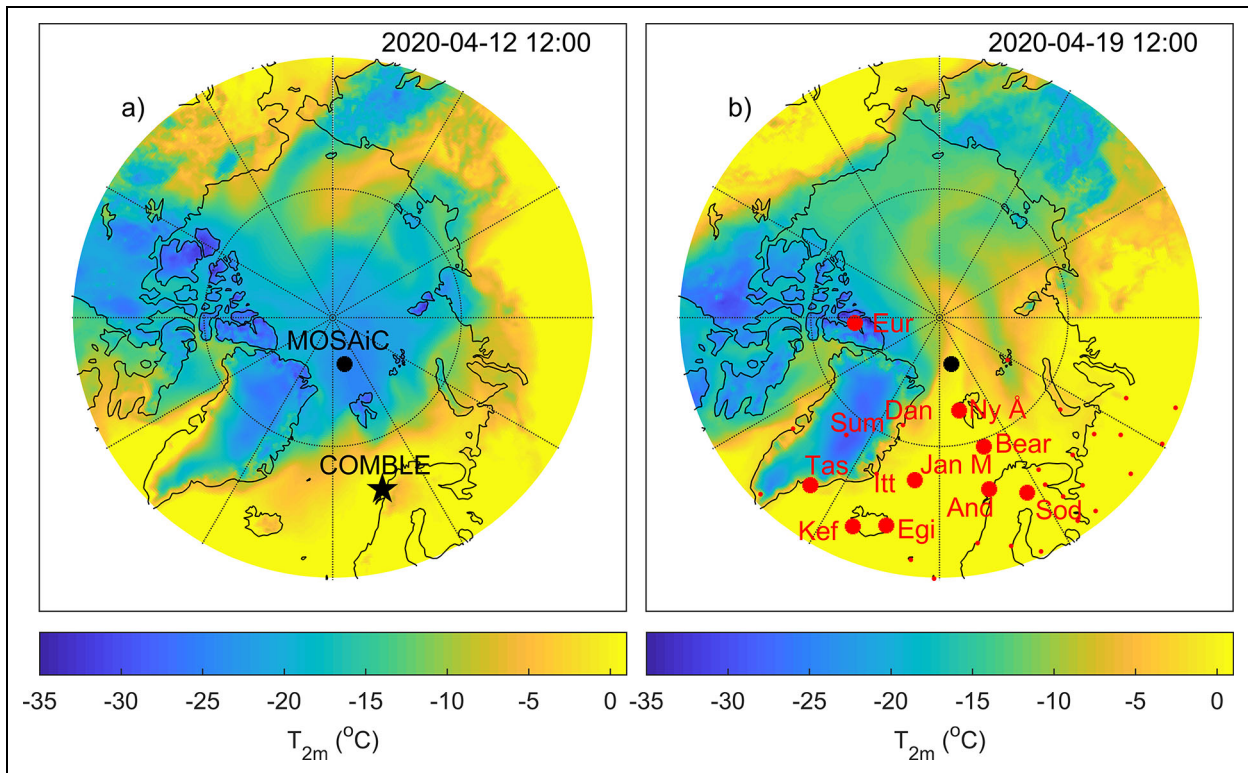 2020-04-12 12:00
a)
MOSAiC
COMBLE
-35 -30 -25 -20 -15 -10 -5 0
T2m (oC)
2020-04-19 12:00
b)
Eur
Dan Ny Å
Sum
Bear
Tas Jan M
Itt
And Sod
Kef Egi
-35 -30 -25 -20 -15 -10 -5 0
T2m (oC)